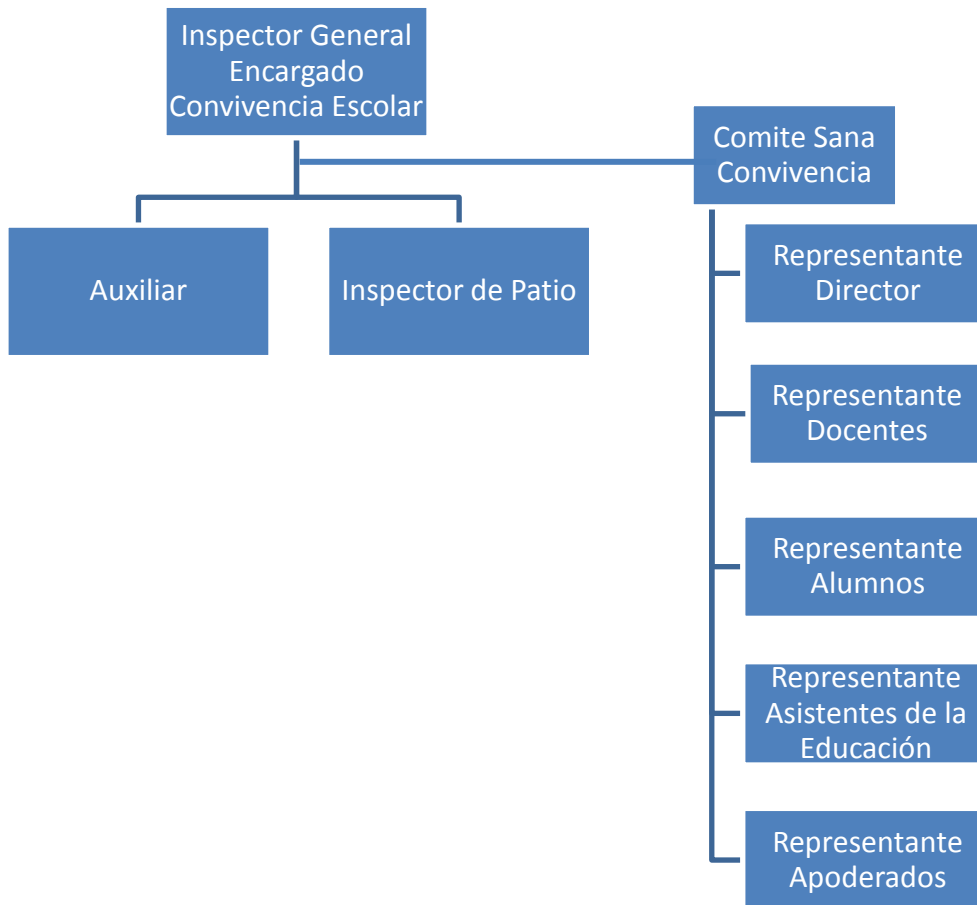 Inspector General
Encargado
Convivencia Escolar
Comite Sana
Convivencia
Auxiliar
Inspector de Patio
Representante
Director
Representante
Docentes
Representante
Alumnos
Representante
Asistentes de la
Educación
Representante
Apoderados